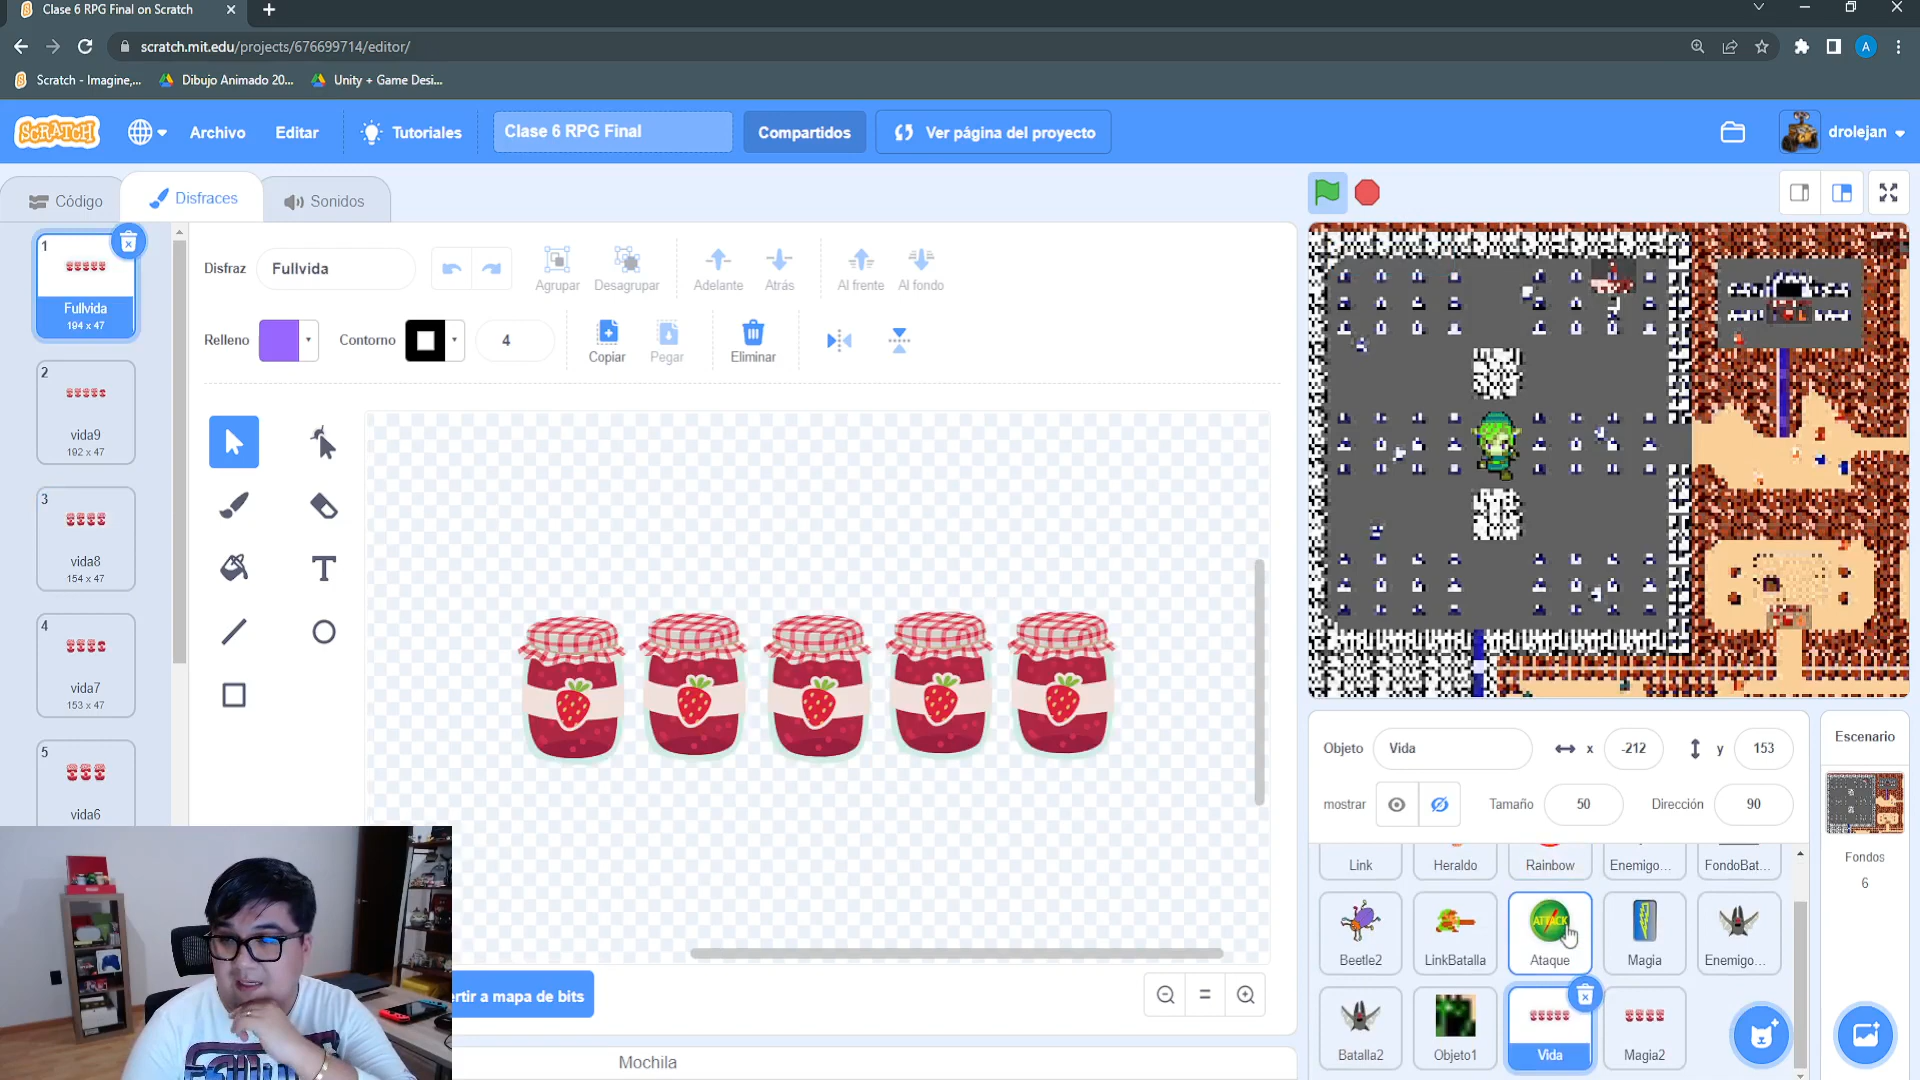 Clase 6 RPG Final on Scratch
scratch.mit.edu/projects/676699714/editor/
A
Scratch - Imagine,...
Dibujo Animado 20...
Unity + Game Desi...
SCRATCH
Archivo
Editar
Tutoriales
Clase 6 RPG Final
Compartidos
Ver página del proyecto
drolejan
Código
Disfraces
Sonidos
1
Fullvida
194 x 47
2
vida9
192 x 47
3
vida8
154 x 47
4
vida7
153 x 47
5
vida6
Disfraz
Fullvida
Agrupar
Desagrupar
Adelante
Atrás
Al frente
Al fondo
Relleno
Contorno
4
Copiar
Pegar
Eliminar
T
ertir a mapa de bits
Mochila
Objeto
Vida
x
-212
y
153
mostrar
Tamaño
50
Dirección
90
Link
Heraldo
Rainbow
Enemigo...
FondoBat...
Beetle2
LinkBatalla
ATTACK
Ataque
Magia
Enemigo...
Batalla2
Objeto1
Vida
Magia2
Escenario
Fondos
6